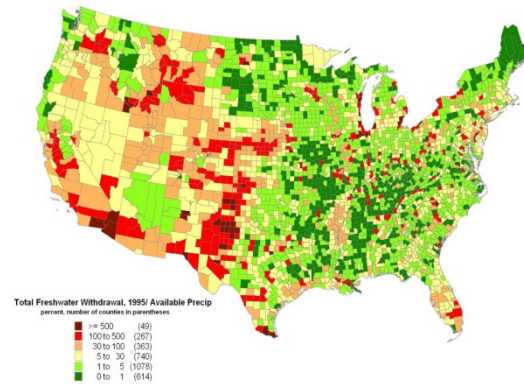 Total Freshwater Withdrawal, 1995/ Available Precip
percent, number of counties in parentheses
>= 500 (49)
100 to 500 (267)
30 to 100 (363)
5 to 30 (740)
1 to 5 (1078)
0 to 1 (614)